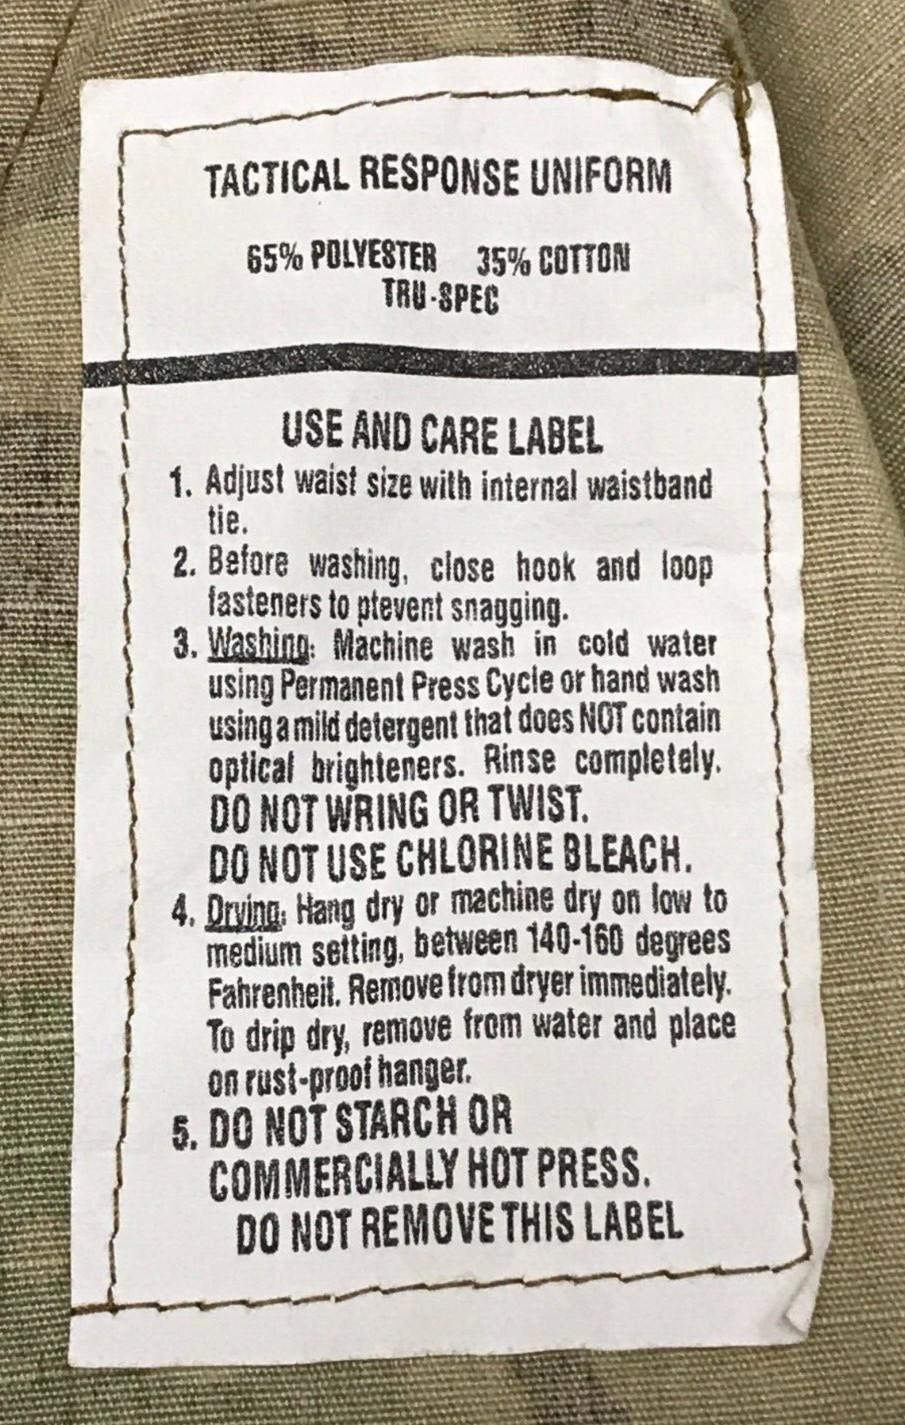 TACTICAL RESPONSE UNIFORM
65% POLYESTER 35% COTTON
TRU-SPEC
USE AND CARE LABEL
1. Adjust waist size with internal waistband
tie.
2. Before washing, close hook and loop
fasteners to ptevent snagging.
3. Washing: Machine wash in cold water
using Permanent Press Cycle or hand wash
using a mild detergent that does NOT contain
optical brighteners. Rinse completely.
DO NOT WRING OR TWIST.
DO NOT USE CHLORINE BLEACH.
4. Drying: Hang dry or machine dry on low to
medium setting, between 140-160 degrees
Fahrenheit. Remove from dryer immediately.
To drip dry, remove from water and place
on rust-proof hanger.
5. DO NOT STARCH OR
COMMERCIALLY HOT PRESS.
DO NOT REMOVE THIS LABEL